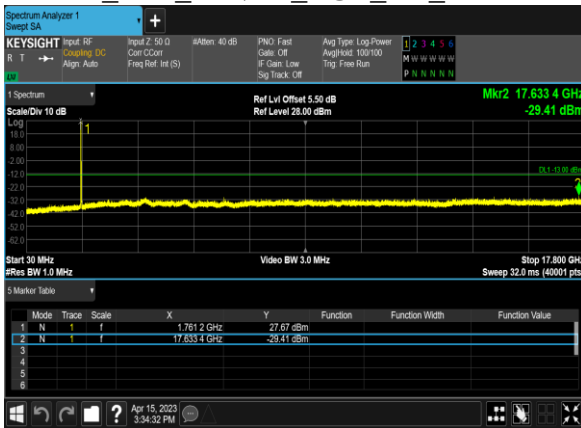 Spectrum Analyzer 1
Swept SA
+
KEYSIGHT Input: RF Input Z: 50 Ω #Atten: 40 dB PNO: Fast Avg Type: Log-Power 1 2 3 4 5 6
R T Coupling: DC Corr CCorr Gate: Off Avg|Hold: 100/100 M W W W W W
Align: Auto Freq Ref: Int (S) IF Gain: Low Trig: Free Run
LV Sig Track: Off P N N N N N
1 Spectrum Ref Lvl Offset 5.50 dB Mkr2 17.633 4 GHz
Scale/Div 10 dB Ref Level 28.00 dBm -29.41 dBm
Log
18.0
8.00
-2.00
-12.0
-22.0
-32.0
-42.0
-52.0
-62.0
1
DL1 -13.00 dBm
2
Start 30 MHz Video BW 3.0 MHz Stop 17.800 GHz
#Res BW 1.0 MHz Sweep 32.0 ms (40001 pts
5 Marker Table
Mode Trace Scale X Y Function Function Width Function Value
1 N 1 f 1.761 2 GHz 27.67 dBm
2 N 1 f 17.633 4 GHz -29.41 dBm
3
4
5
6
? Apr 15, 2023
3:34:32 PM